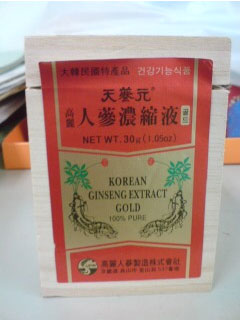 大韓民國特産品 건강기능식품
天蔘元
高麗 人蔘濃縮液
NET WT. 30g (1.05oz)
KOREAN
GINSENG EXTRACT
GOLD
100% PURE
高麗人蔘製造株式會社